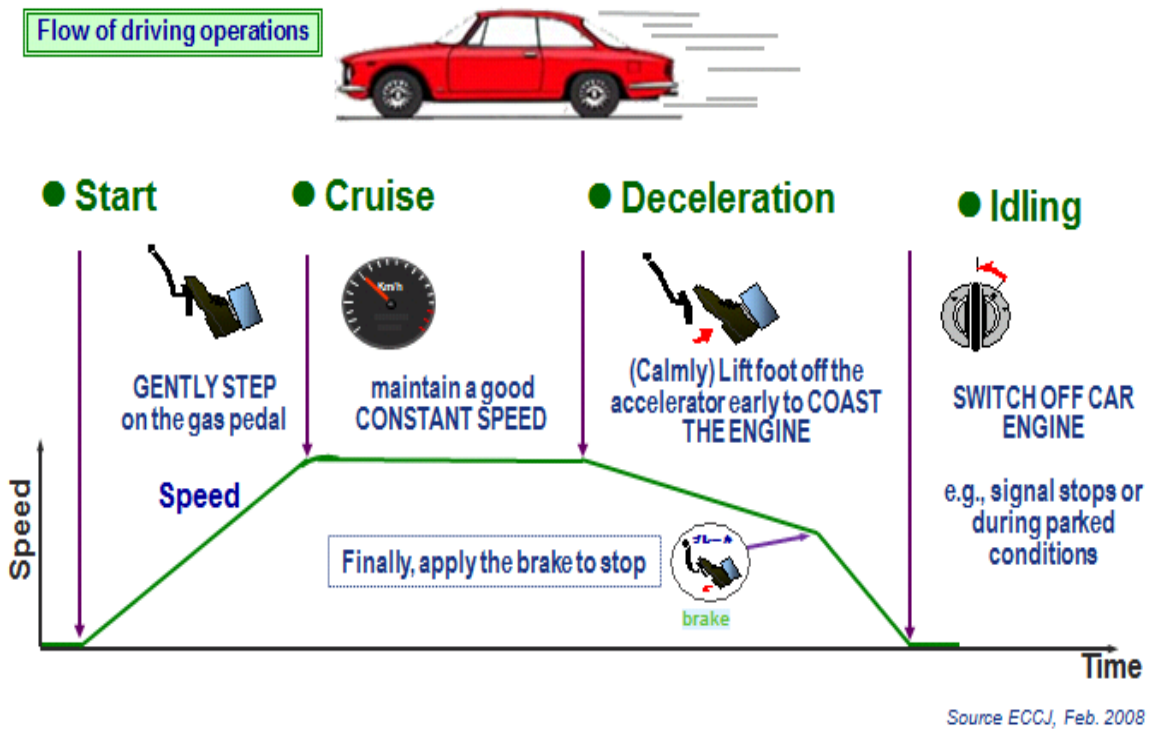 Flow of driving operations
● Start
● Cruise
● Deceleration
● Idling
Km/h
GENTLY STEP
on the gas pedal
maintain a good
CONSTANT SPEED
(Calmly) Lift foot off the
accelerator early to COAST
THE ENGINE
SWITCH OFF CAR
ENGINE
e.g., signal stops or
during parked
conditions
Speed
Speed
Finally, apply the brake to stop
brake
Time
Source ECCJ, Feb. 2008